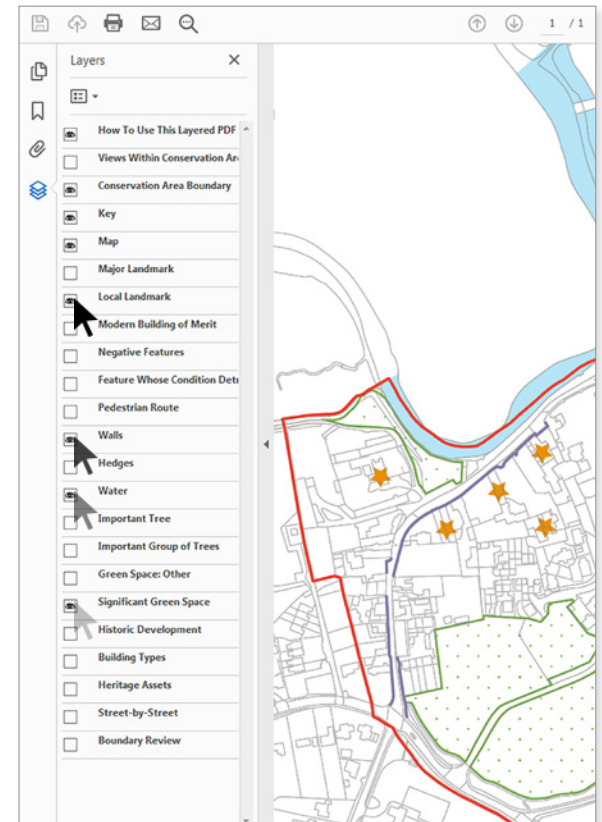 1 / 1
Layers
How To Use This Layered PDF
Views Within Conservation Are
Conservation Area Boundary
Key
Map
Major Landmark
Local Landmark
Modern Building of Merit
Negative Features
Feature Whose Condition Detr
Pedestrian Route
Walls
Hedges
Water
Important Tree
Important Group of Trees
Green Space: Other
Significant Green Space
Historic Development
Building Types
Heritage Assets
Street-by-Street
Boundary Review